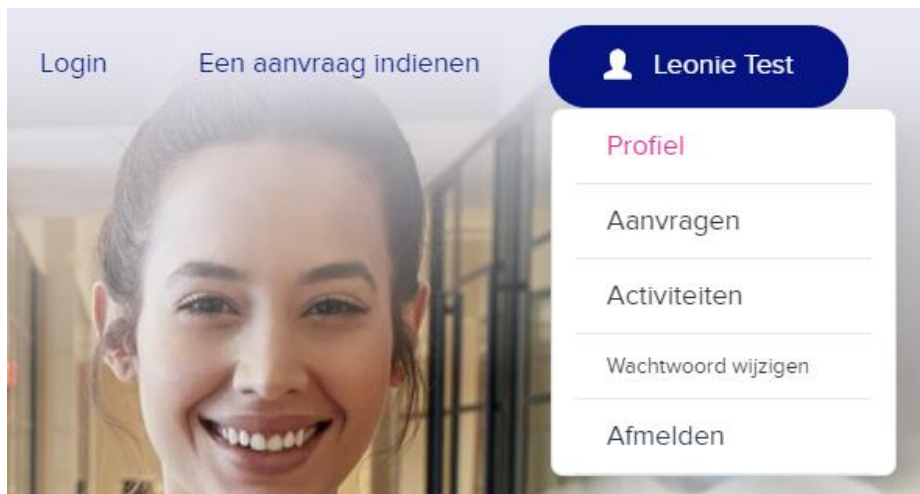 Login
Een aanvraag indienen
Leonie Test
Profiel
Aanvragen
Activiteiten
Wachtwoord wijzigen
Afmelden